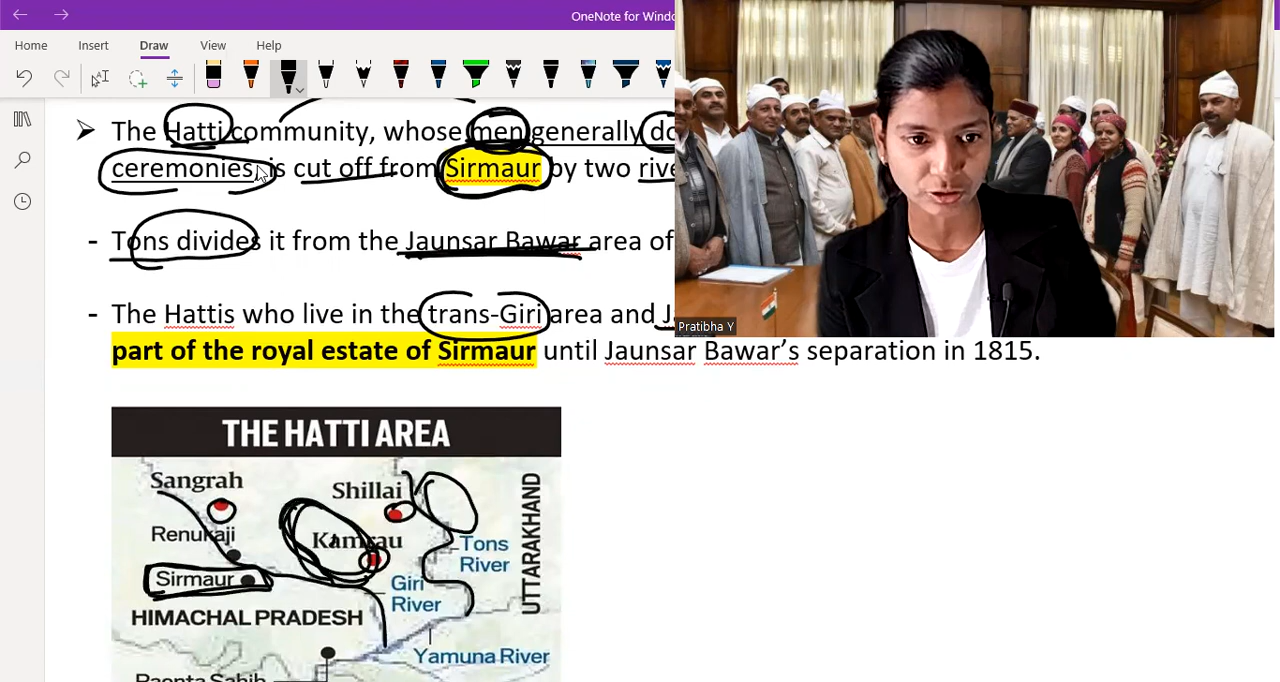 OneNote for Windo
Home Insert Draw View Help
➤ The Hatti community, whose men generally do
ceremonies, is cut off from Sirmaur by two rive
- Tons divides it from the Jaunsar Bawar area of
Pratibha Y
- The Hattis who live in the trans-Giri area and J
part of the royal estate of Sirmaur until Jaunsar Bawar’s separation in 1815.
THE HATTI AREA
Sangrah
Shillai
Renukaji
Kamrau
Tons
River
UTTARAKHAND
Sirmaur
Giri
River
HIMACHAL PRADESH
Yamuna River
Paonta Sahib